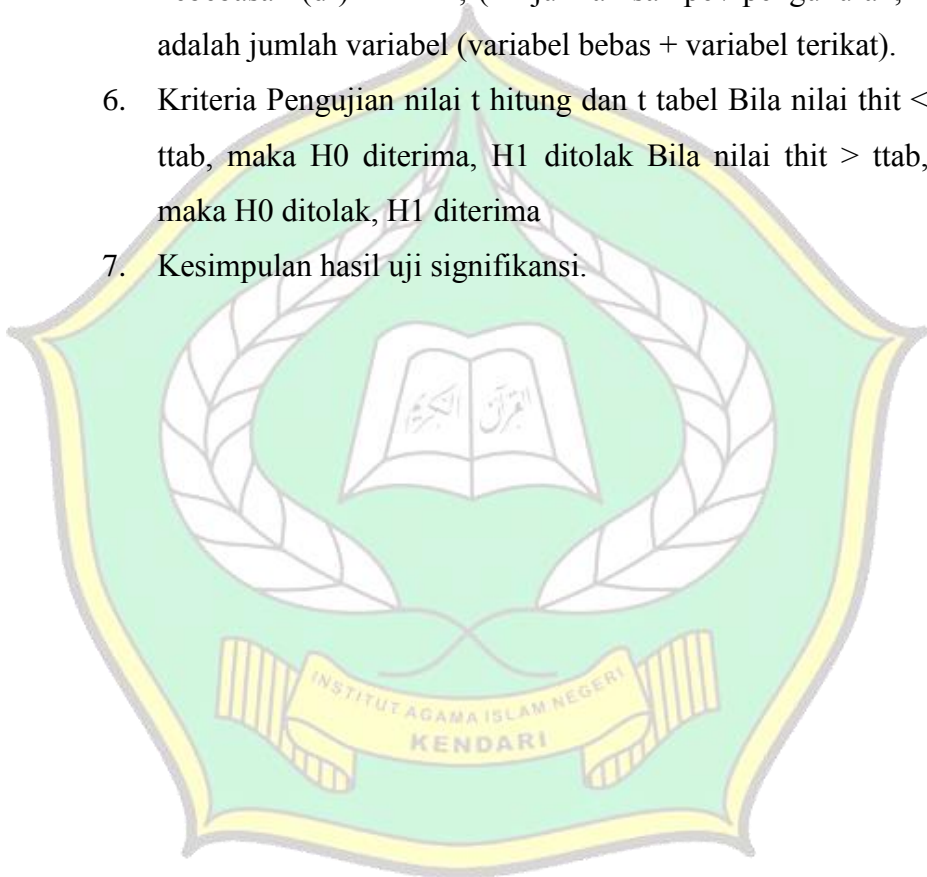 adalah jumlah variabel (variabel bebas + variabel terikat).
6. Kriteria Pengujian nilai t hitung dan t tabel Bila nilai thit <
ttab, maka H0 diterima, H1 ditolak Bila nilai thit > ttab,
maka H0 ditolak, H1 diterima
7. Kesimpulan hasil uji signifikansi.
القرآن الكريم
INSTITUT AGAMA ISLAM NEGERI
KENDARI